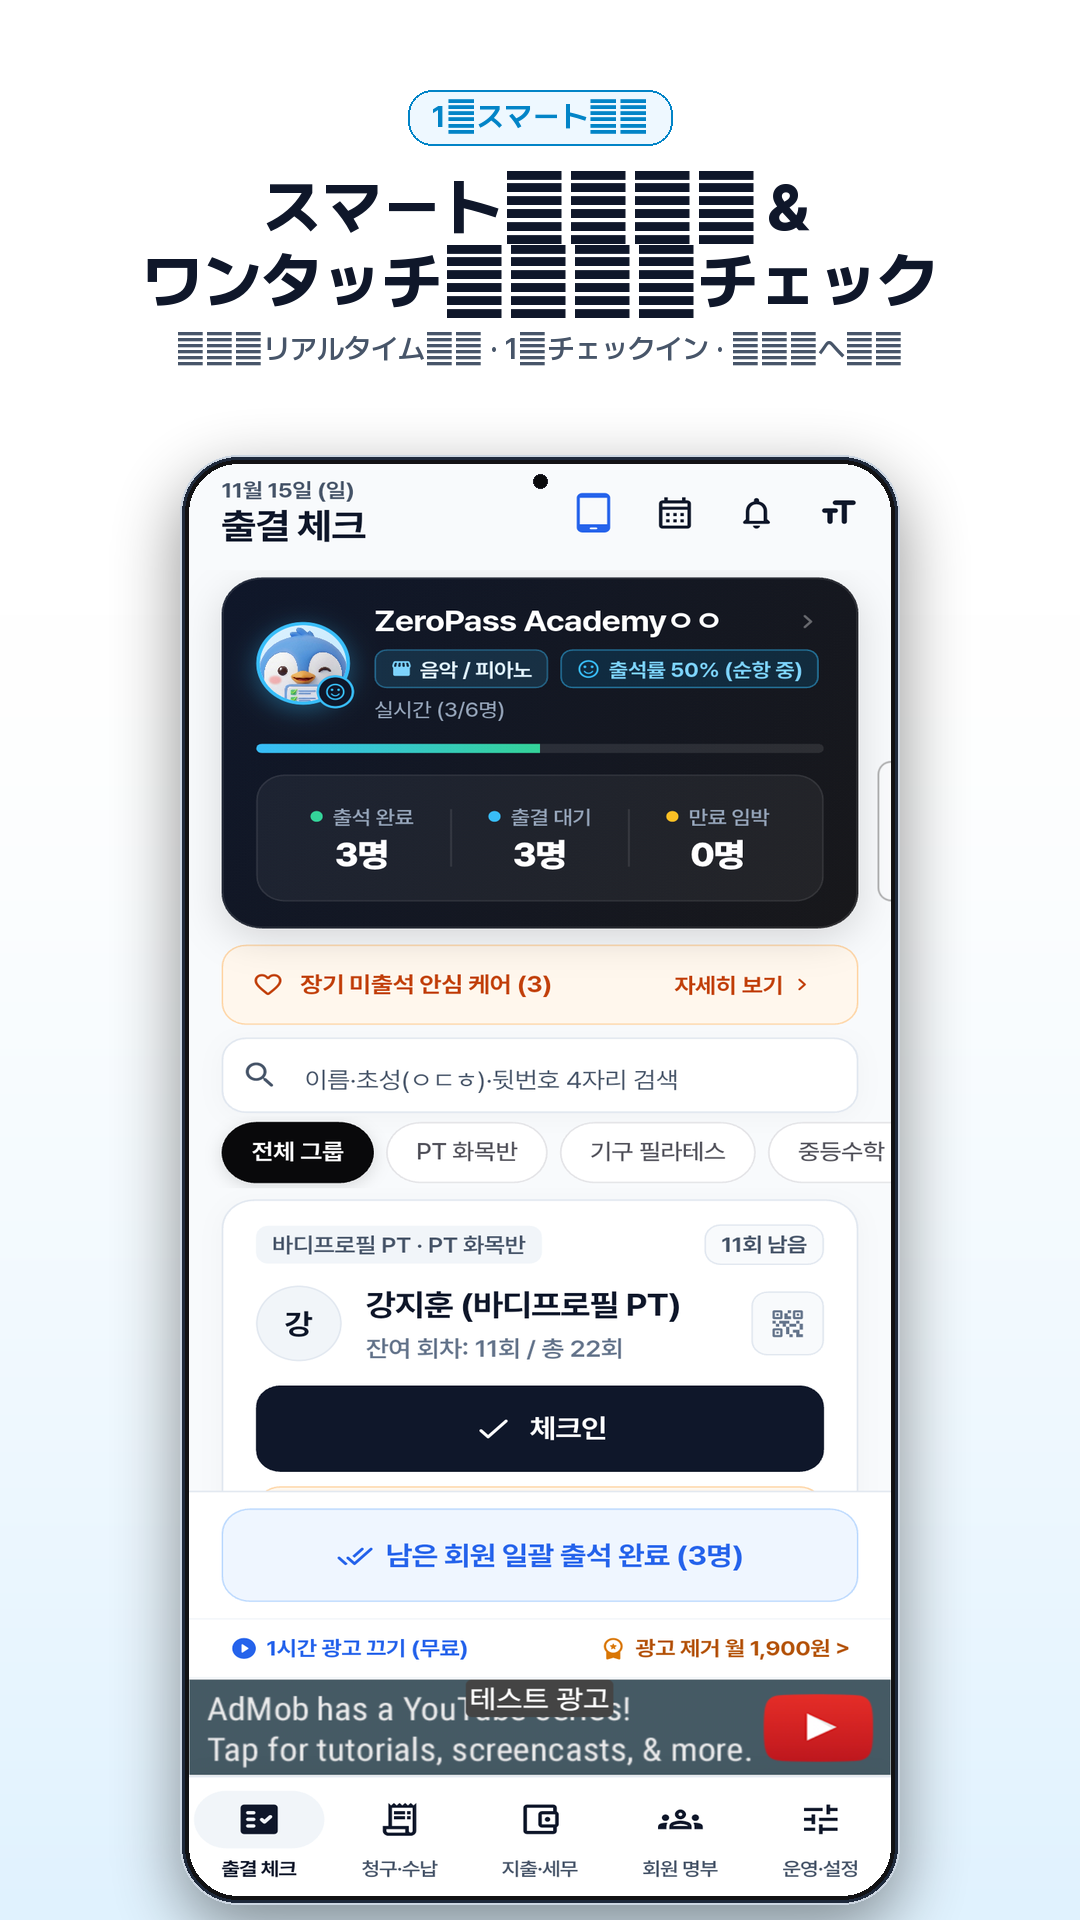 1スマート
スマート &
ワンタッチ チェック
リアルタイム · 1 チェックイン · へ
11월 15일 (일)
출결 체크
ZeroPass Academyㅇㅇ
음악 / 피아노
출석률 50% (순항 중)
실시간 (3/6명)
출석 완료
출결 대기
만료 임박
3명
3명
0명
장기 미출석 안심 케어 (3)
자세히 보기 >
이름·초성(ㅇㄷㅎ)·뒷번호 4자리 검색
전체 그룹
PT 화목반
기구 필라테스
중등수학
바디프로필 PT · PT 화목반
11회 남음
강
강지훈 (바디프로필 PT)
잔여 회차: 11회 / 총 22회
체크인
남은 회원 일괄 출석 완료 (3명)
1시간 광고 끄기 (무료)
광고 제거 월 1,900원 >
테스트 광고
AdMob has a YouTube series!
Tap for tutorials, screencasts, & more.
출결 체크
청구·수납
지출·세무
회원 명부
운영·설정